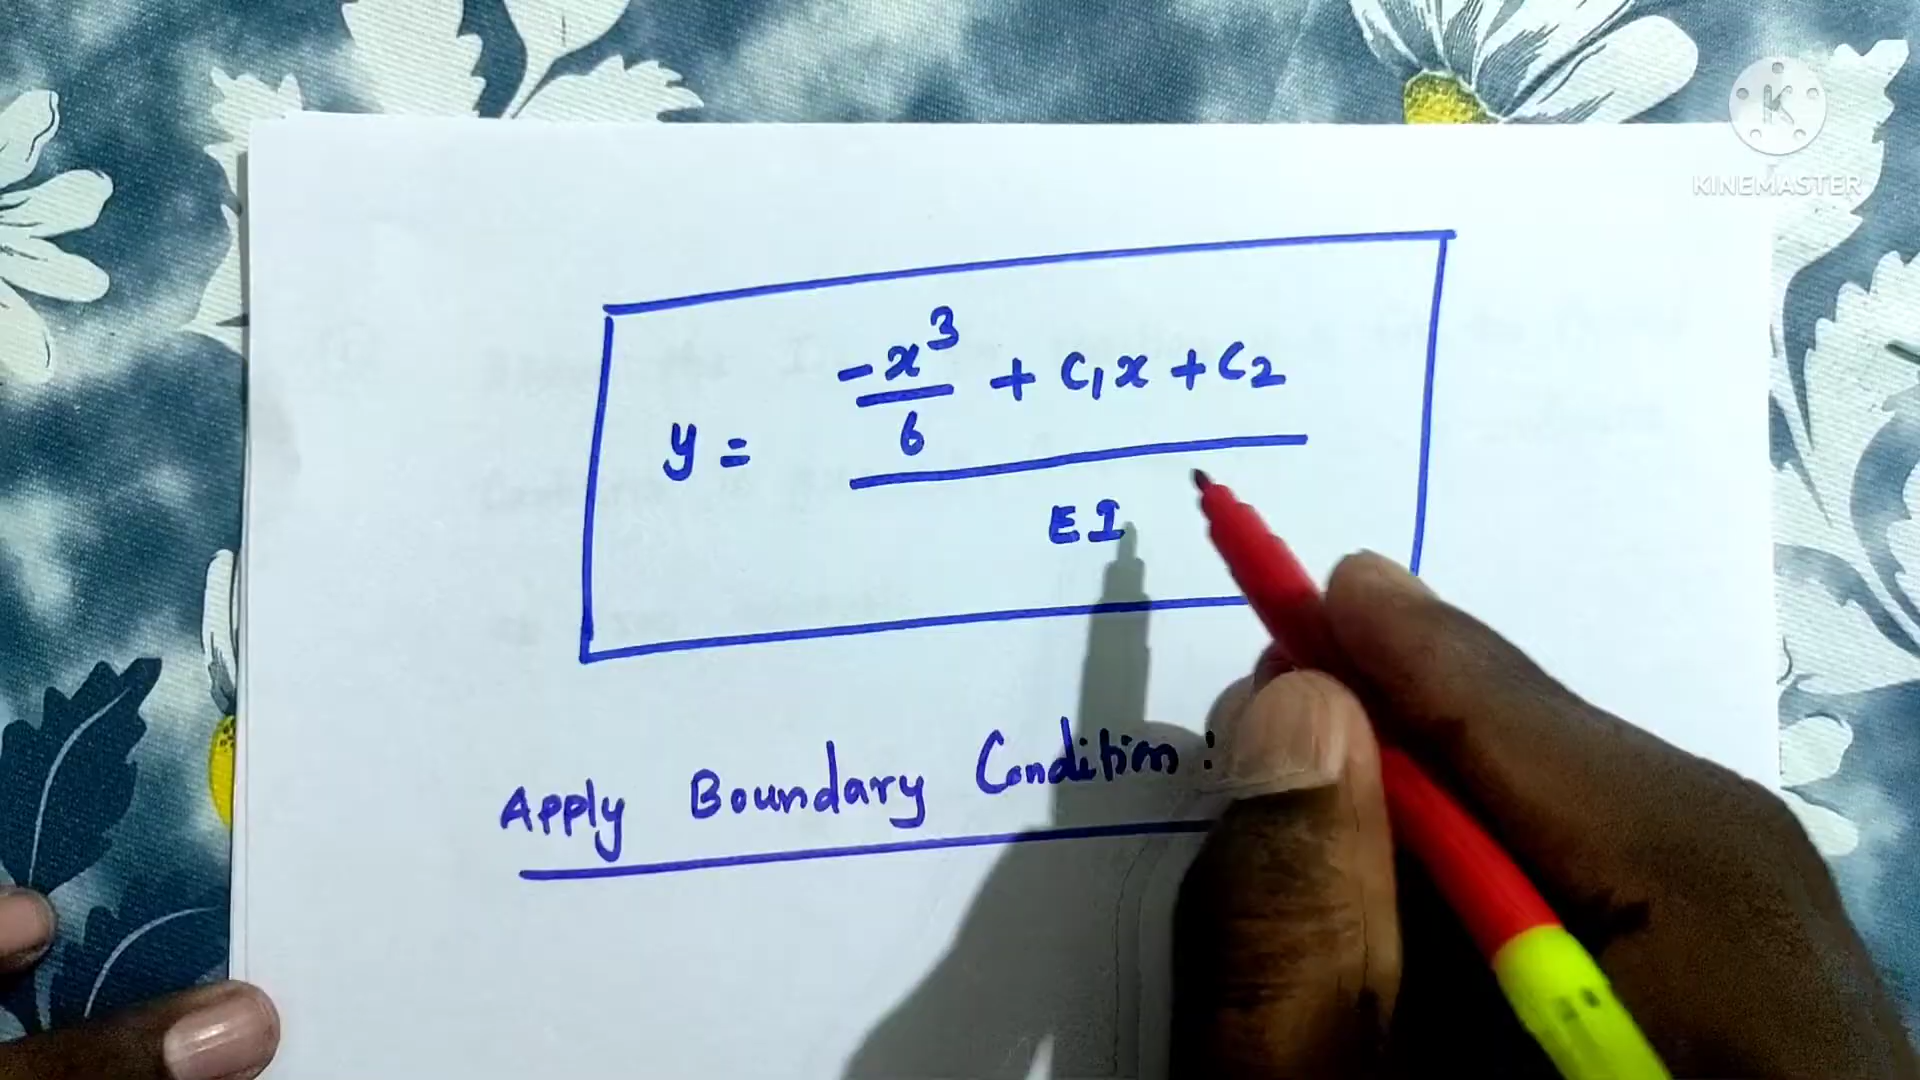 K
KINEMASTER
y = (-x³/6 + C₁x + C₂) / EI
Apply Boundary Condition :